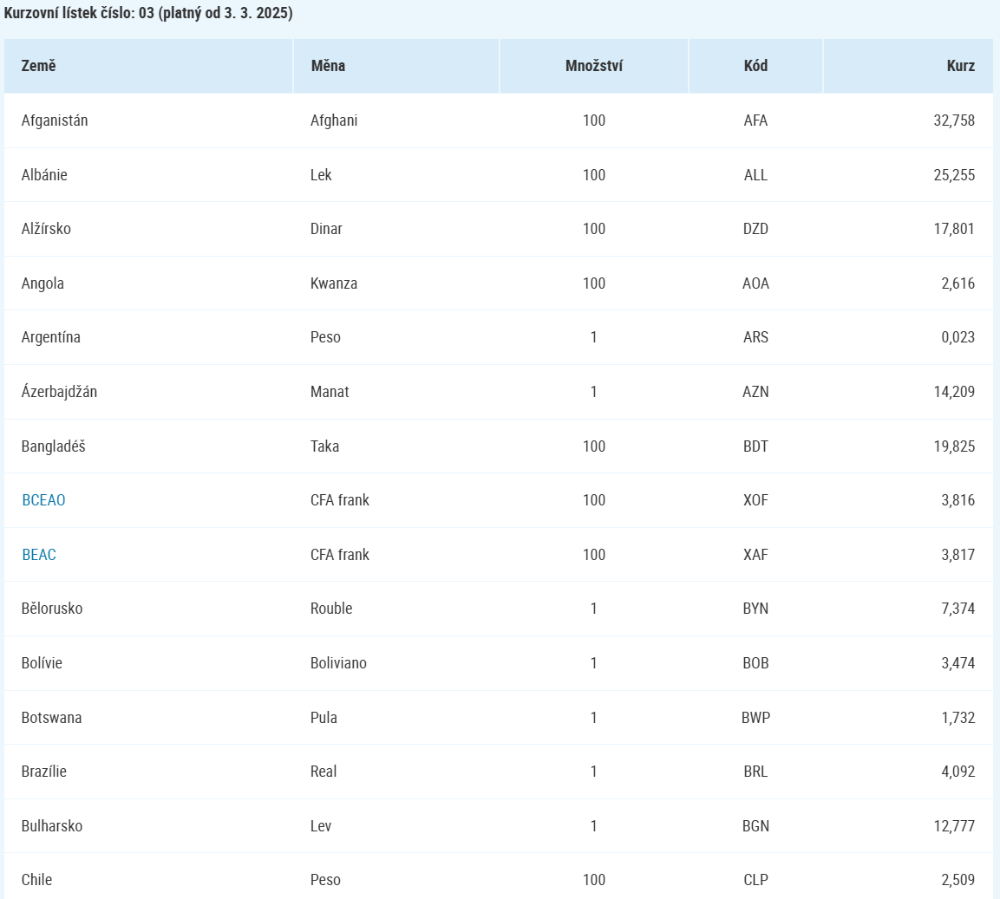 Kurzovní lístek číslo: 03 (platný od 3. 3. 2025)
Země Měna Množství Kód Kurz
Afganistán Afghani 100 AFA 32,758
Albánie Lek 100 ALL 25,255
Alžírsko Dinar 100 DZD 17,801
Angola Kwanza 100 AOA 2,616
Argentína Peso 1 ARS 0,023
Ázerbajdžán Manat 1 AZN 14,209
Bangladéš Taka 100 BDT 19,825
BCEAO CFA frank 100 XOF 3,816
BEAC CFA frank 100 XAF 3,817
Bělorusko Rouble 1 BYN 7,374
Bolívie Boliviano 1 BOB 3,474
Botswana Pula 1 BWP 1,732
Brazílie Real 1 BRL 4,092
Bulharsko Lev 1 BGN 12,777
Chile Peso 100 CLP 2,509